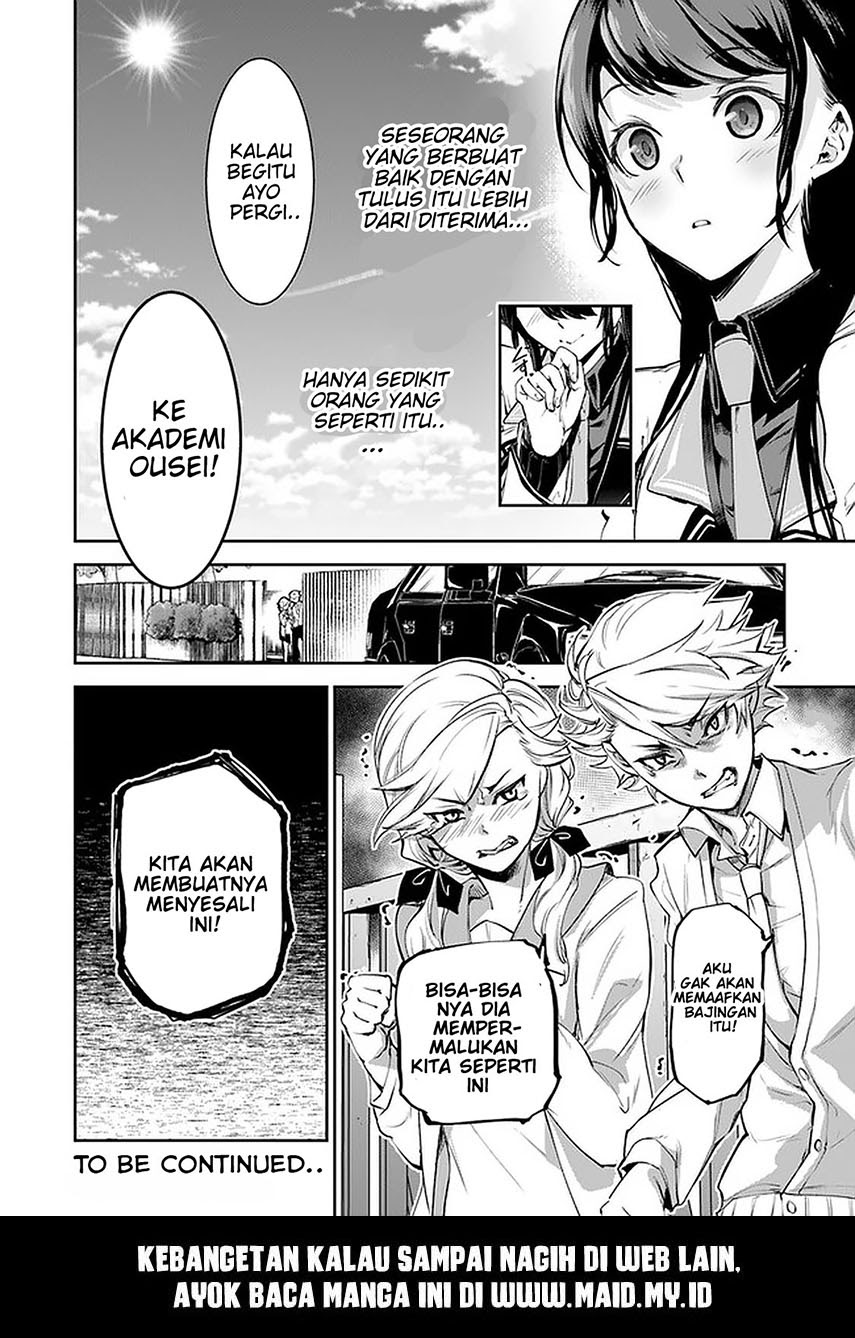 SESEORANG
YANG BERBUAT
BAIK DENGAN
TULUS ITU LEBIH
DARI DITERIMA...
KALAU
BEGITU
AYO
PERGI..
HANYA SEDIKIT
ORANG YANG
SEPERTI ITU..
...
KE
AKADEMI
OUSEI!
AKU
GAK AKAN
MEMAAFKAN
BAJINGAN
ITU!
BISA-BISA
NYA DIA
MEMPER-
MALUKAN
KITA SEPERTI
INI
KITA AKAN
MEMBUATNYA
MENYESALI
INI!
TO BE CONTINUED..
KEBANGETAN KALAU SAMPAI NAGIH DI WEB LAIN,
AYOK BACA MANGA INI DI WWW.MAID.MY.ID